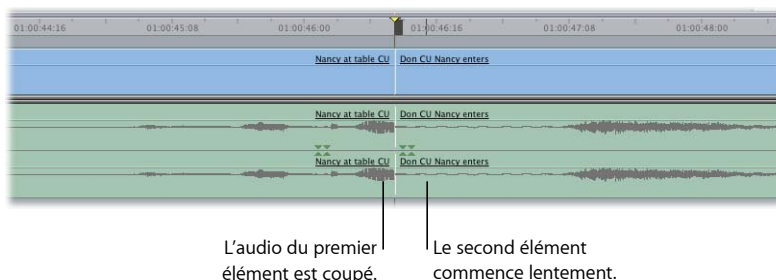 01:00:44:16 01:00:45:08 01:00:46:00 01:00:46:16 01:00:47:08 01:00:48:00
Nancy at table CU Don CU Nancy enters
Nancy at table CU Don CU Nancy enters
Nancy at table CU Don CU Nancy enters
L'audio du premier
élément est coupé.
Le second élément
commence lentement.